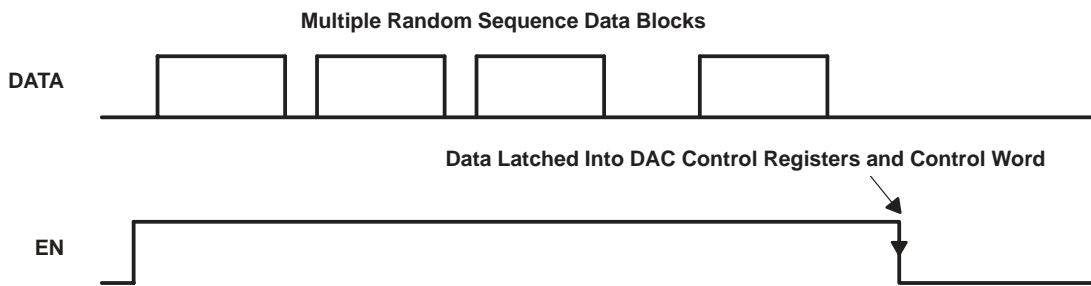 Multiple Random Sequence Data Blocks
DATA
Data Latched Into DAC Control Registers and Control Word
EN